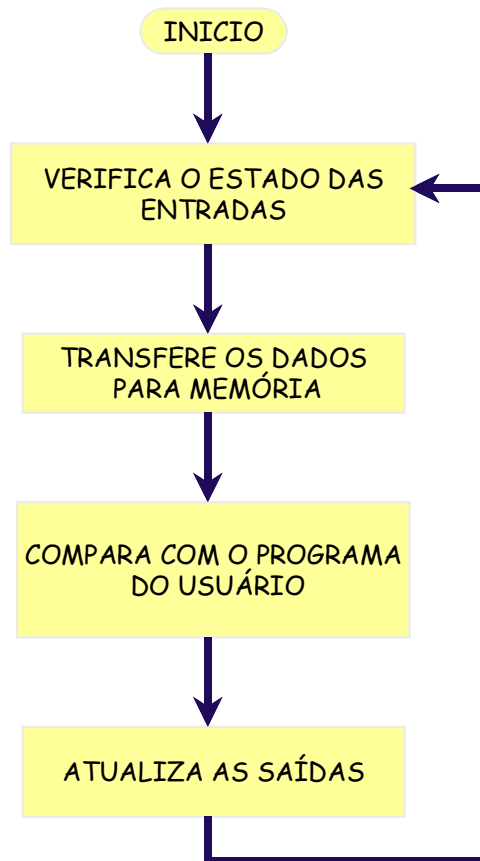 INICIO
VERIFICA O ESTADO DAS
ENTRADAS
TRANSFERE OS DADOS
PARA MEMÓRIA
COMPARA COM O PROGRAMA
DO USUÁRIO
ATUALIZA AS SAÍDAS